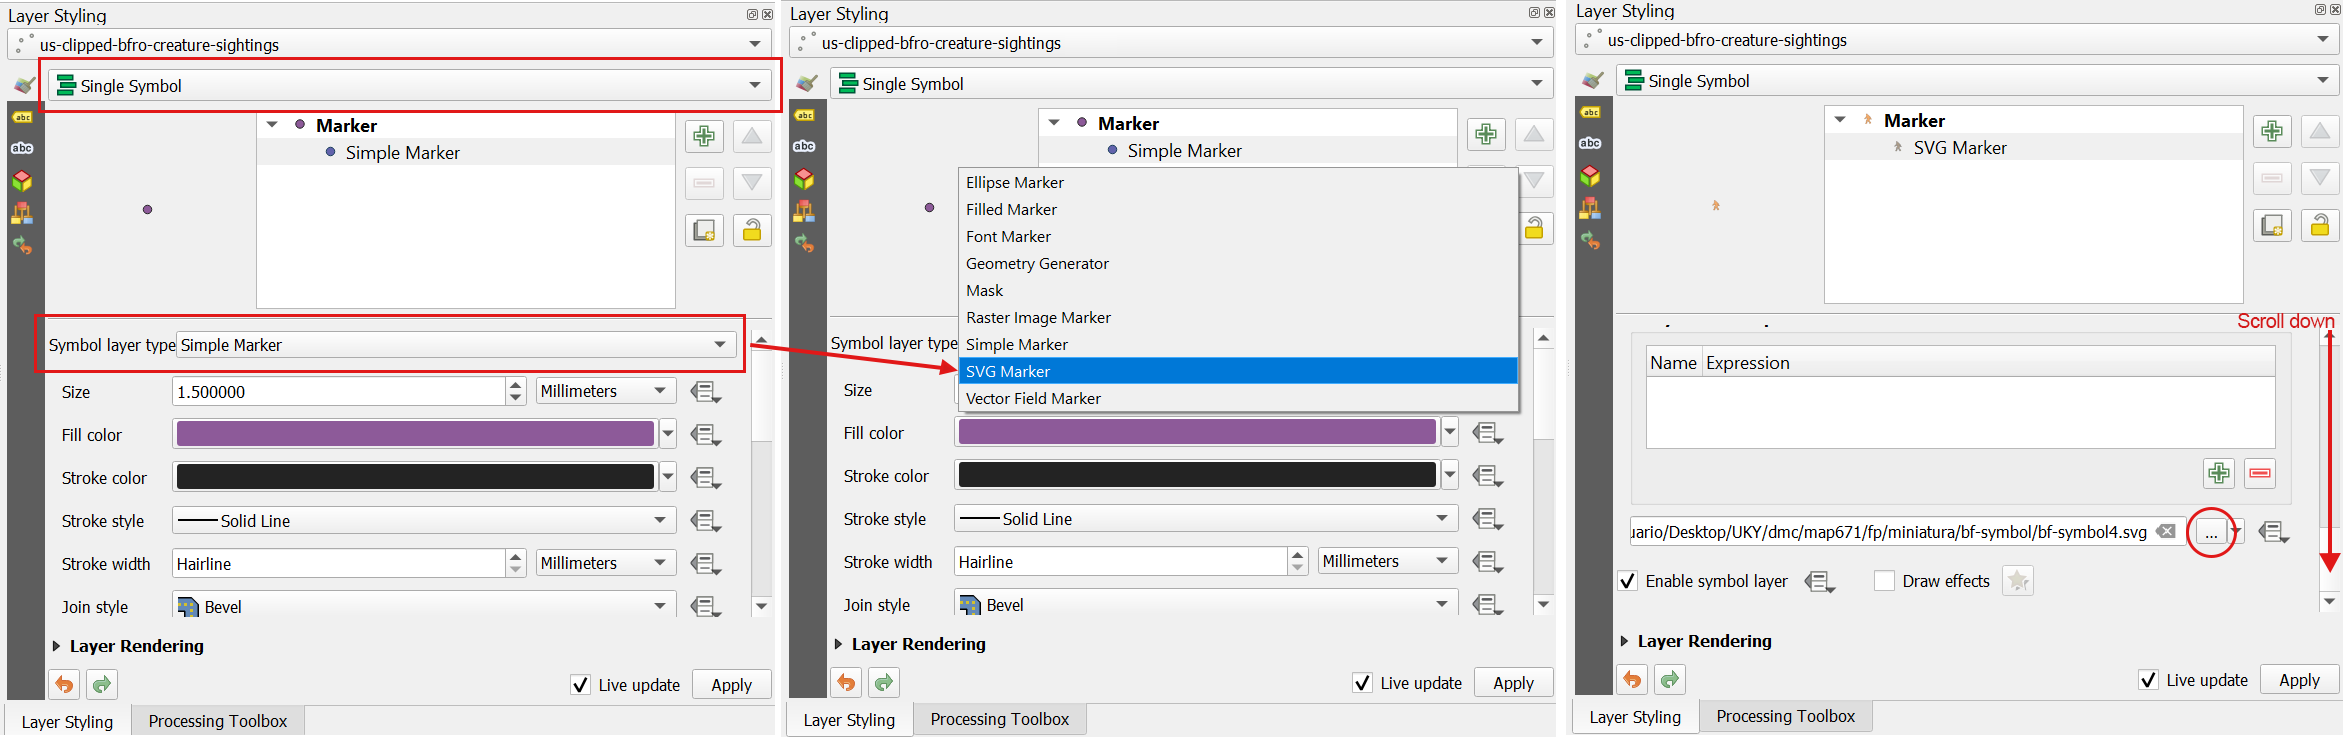 Layer Styling
us-clipped-bfro-creature-sightings
Single Symbol
abc
abc
Marker
Simple Marker
Symbol layer type Simple Marker
Size 1.500000 Millimeters
Fill color
Stroke color
Stroke style Solid Line
Stroke width Hairline Millimeters
Join style Bevel
Layer Rendering
Live update Apply
Layer Styling Processing Toolbox
Layer Styling
us-clipped-bfro-creature-sightings
Single Symbol
abc
abc
Marker
Simple Marker
Ellipse Marker
Filled Marker
Font Marker
Geometry Generator
Mask
Raster Image Marker
Symbol layer type Simple Marker
SVG Marker
Size
Vector Field Marker
Fill color
Stroke color
Stroke style Solid Line
Stroke width Hairline Millimeters
Join style Bevel
Layer Rendering
Live update Apply
Layer Styling Processing Toolbox
Layer Styling
us-clipped-bfro-creature-sightings
Single Symbol
abc
abc
Marker
SVG Marker
Scroll down
Name Expression
uario/Desktop/UKY/dmc/map671/fp/miniatura/bf-symbol/bf-symbol4.svg ...
Enable symbol layer Draw effects
Layer Rendering
Live update Apply
Layer Styling Processing Toolbox